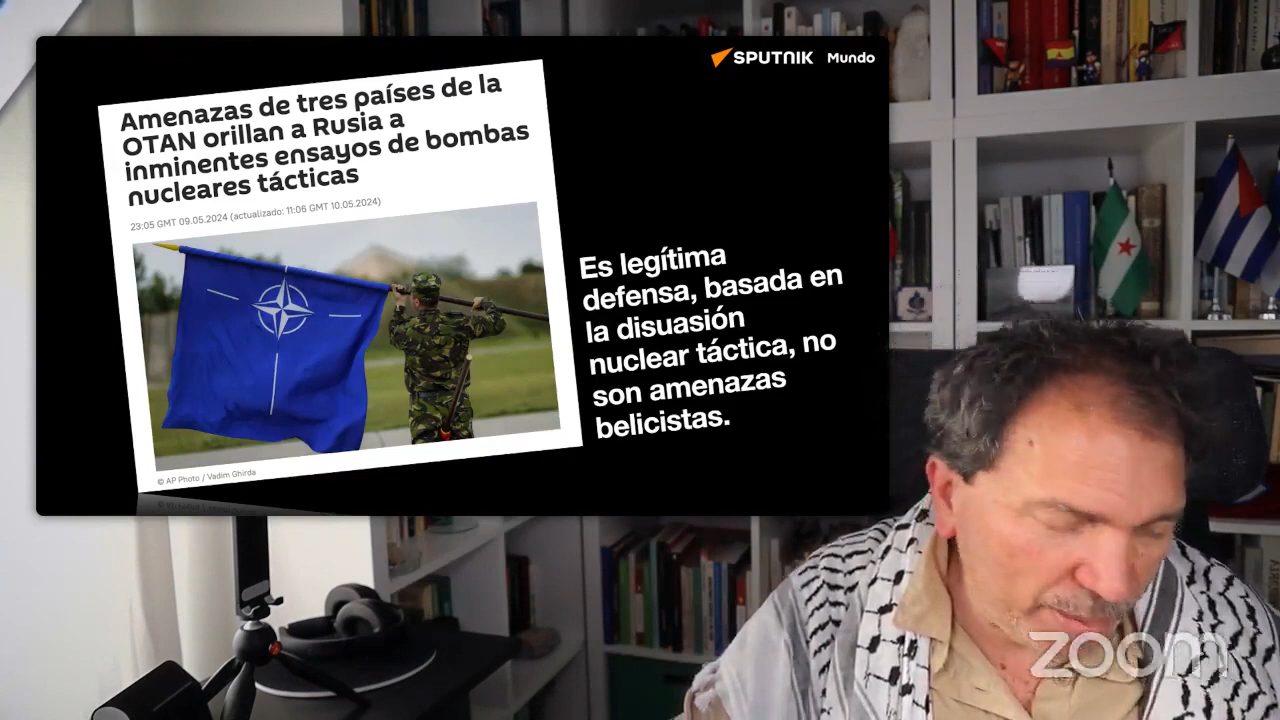 SPUTNIK Mundo
Amenazas de tres países de la
OTAN orillan a Rusia a
inminentes ensayos de bombas
nucleares tácticas
23:05 GMT 09.05.2024 (actualizado: 11:06 GMT 10.05.2024)
© AP Photo / Vadim Ghirda
Es legítima
defensa, basada en
la disuasión
nuclear táctica, no
son amenazas
belicistas.
zoom